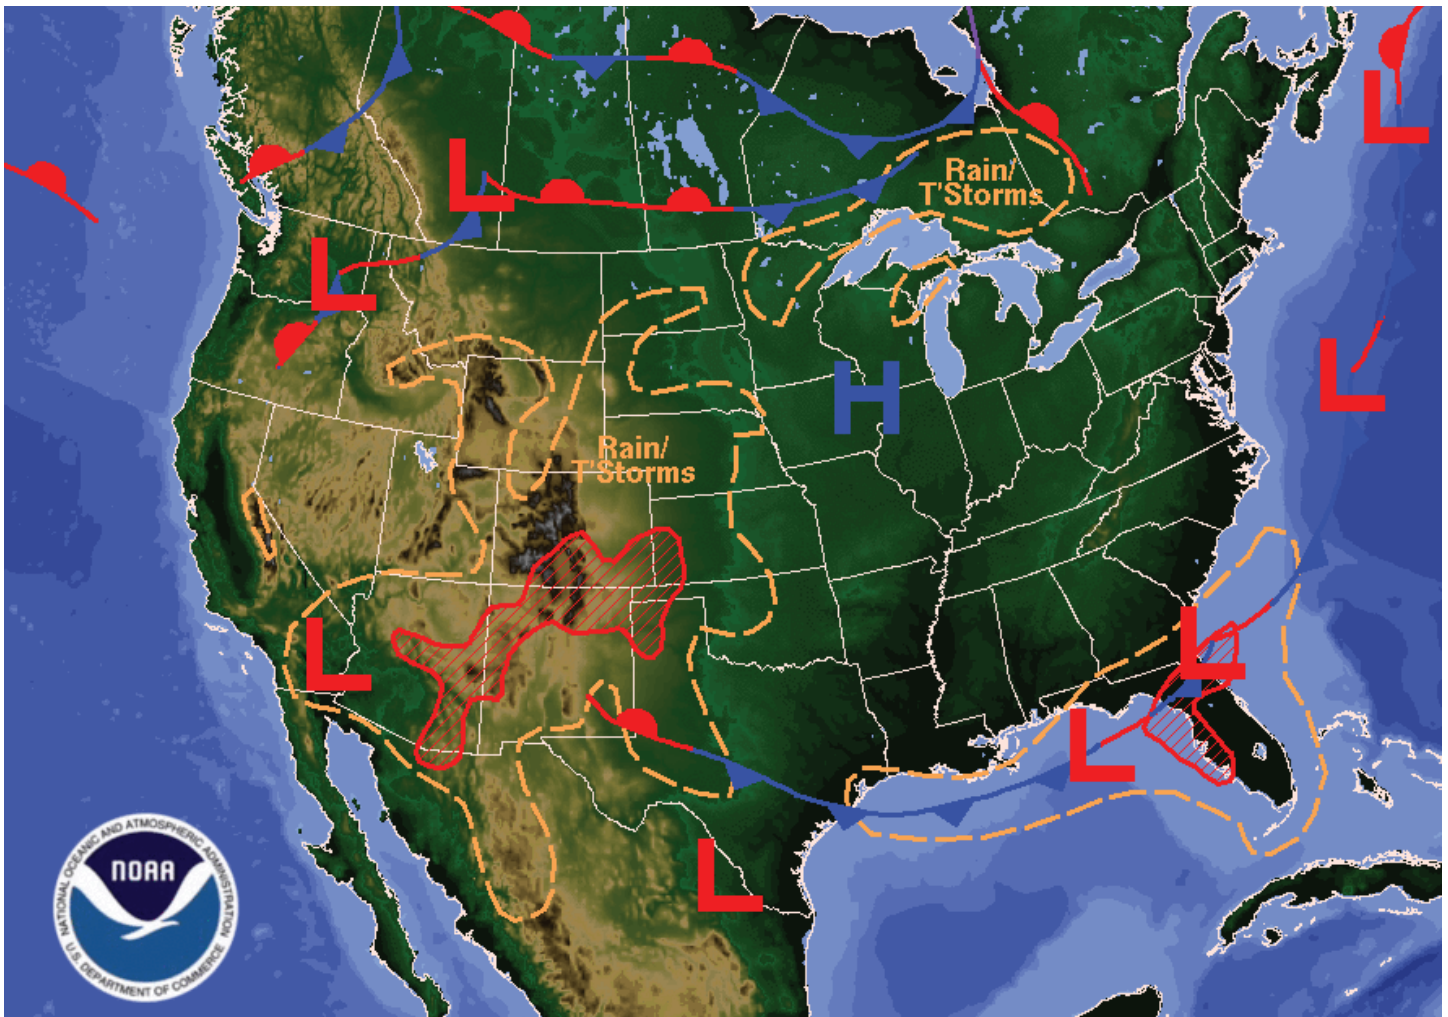 L
Rain/
T'Storms
L
L
L
H
Rain/
T'Storms
L
L
L
L
NATIONAL OCEANIC AND ATMOSPHERIC ADMINISTRATION
NOAA
U.S. DEPARTMENT OF COMMERCE